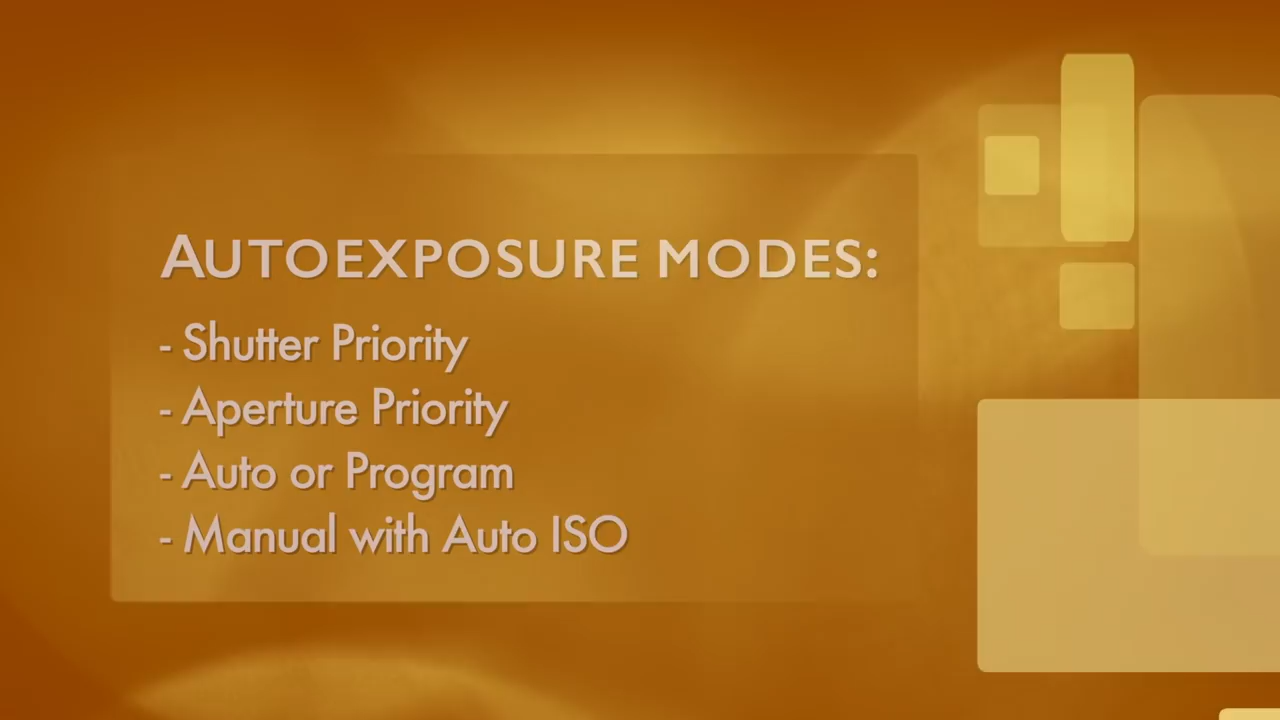 AUTOEXPOSURE MODES:
- Shutter Priority
- Aperture Priority
- Auto or Program
- Manual with Auto ISO